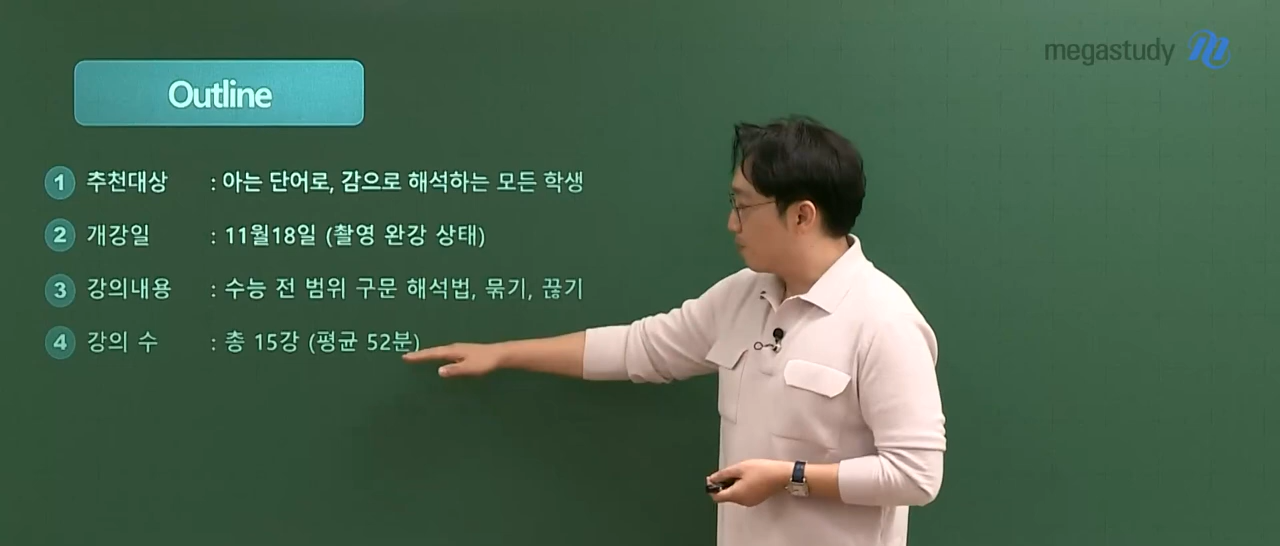 megastudy
Outline
1 추천대상 : 아는 단어로, 감으로 해석하는 모든 학생
2 개강일 : 11월18일 (촬영 완강 상태)
3 강의내용 : 수능 전 범위 구문 해석법, 묶기, 끊기
4 강의 수 : 총 15강 (평균 52분)